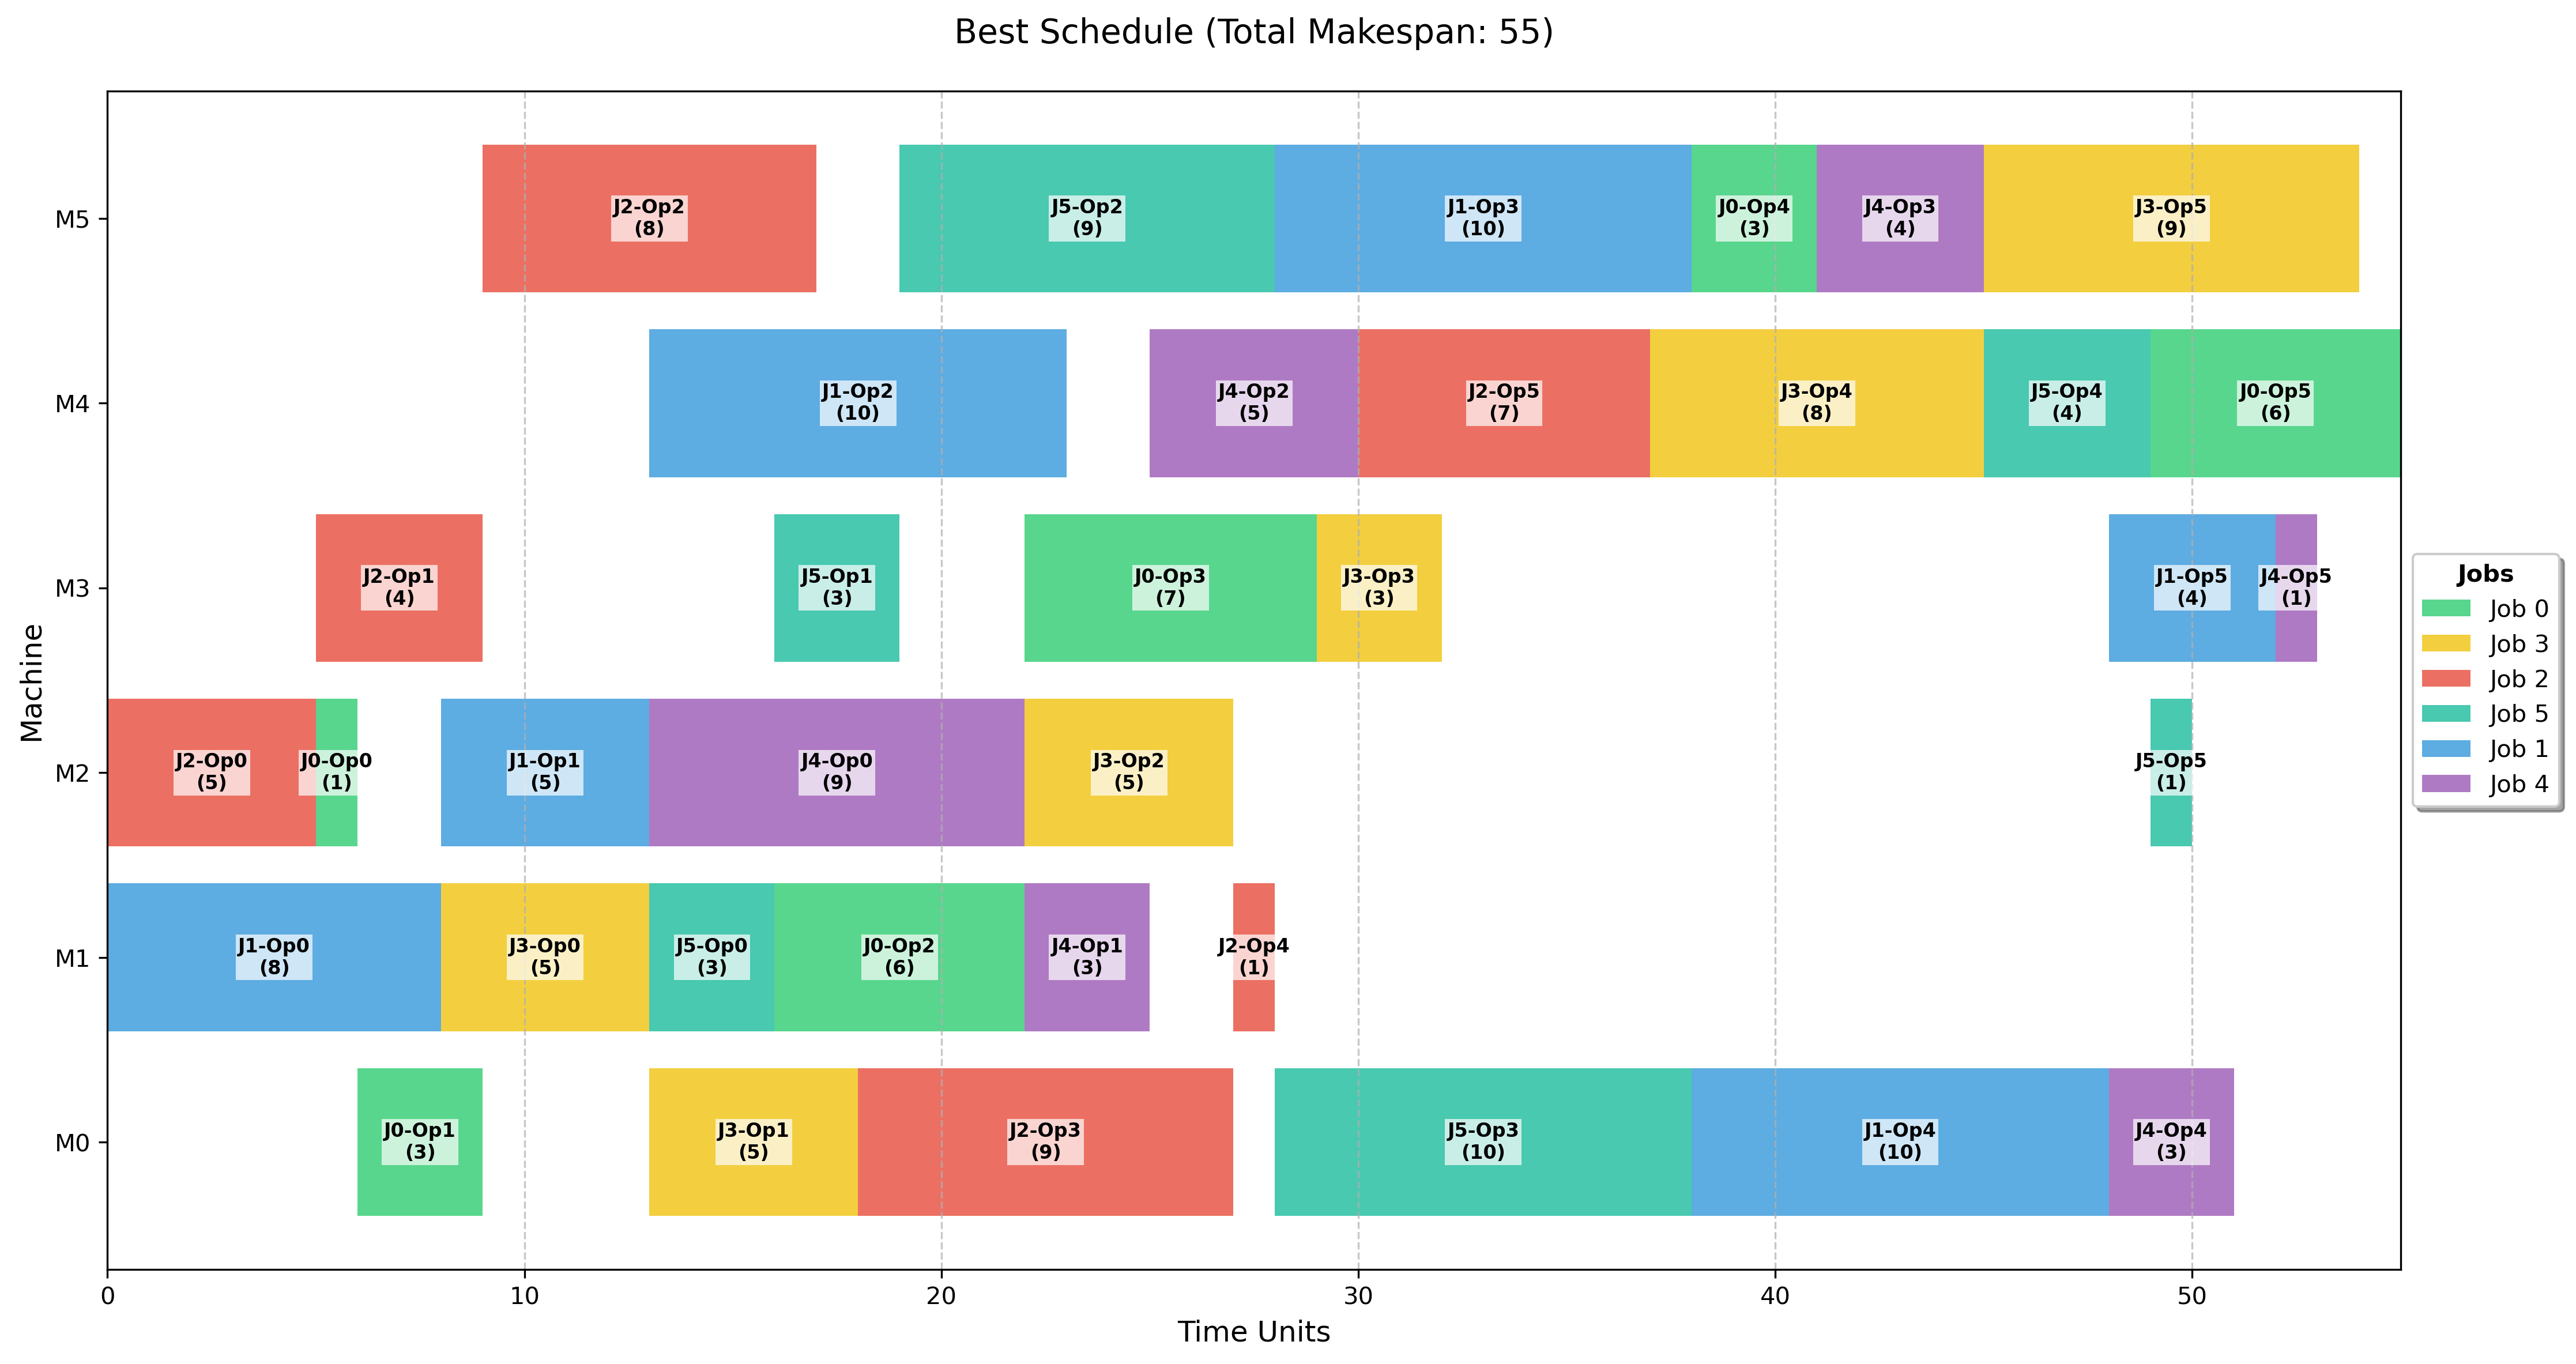 Best Schedule (Total Makespan: 55)
Machine
M5
J2-Op2
(8)
J5-Op2
(9)
J1-Op3
(10)
J0-Op4
(3)
J4-Op3
(4)
J3-Op5
(9)
M4
J1-Op2
(10)
J4-Op2
(5)
J2-Op5
(7)
J3-Op4
(8)
J5-Op4
(4)
J0-Op5
(6)
M3
J2-Op1
(4)
J5-Op1
(3)
J0-Op3
(7)
J3-Op3
(3)
J1-Op5
(4)
J4-Op5
(1)
M2
J2-Op0
(5)
J0-Op0
(1)
J1-Op1
(5)
J4-Op0
(9)
J3-Op2
(5)
J5-Op5
(1)
M1
J1-Op0
(8)
J3-Op0
(5)
J5-Op0
(3)
J0-Op2
(6)
J4-Op1
(3)
J2-Op4
(1)
M0
J0-Op1
(3)
J3-Op1
(5)
J2-Op3
(9)
J5-Op3
(10)
J1-Op4
(10)
J4-Op4
(3)
0
10
20
30
40
50
Time Units
Jobs
Job 0
Job 3
Job 2
Job 5
Job 1
Job 4